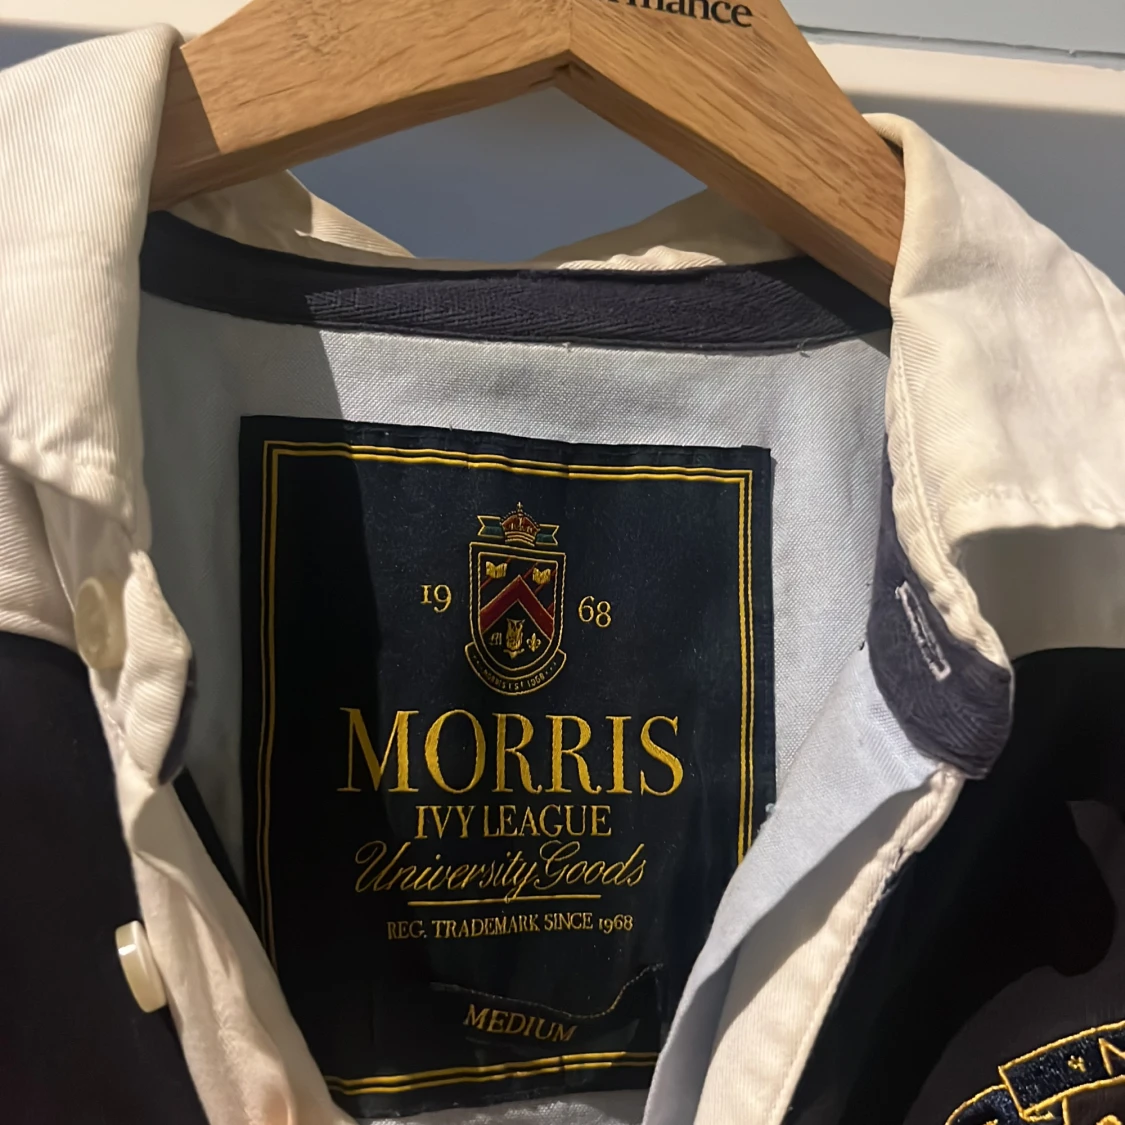 19 68
MORRIS
IVY LEAGUE
University Goods
REG. TRADEMARK SINCE 1968
MEDIUM